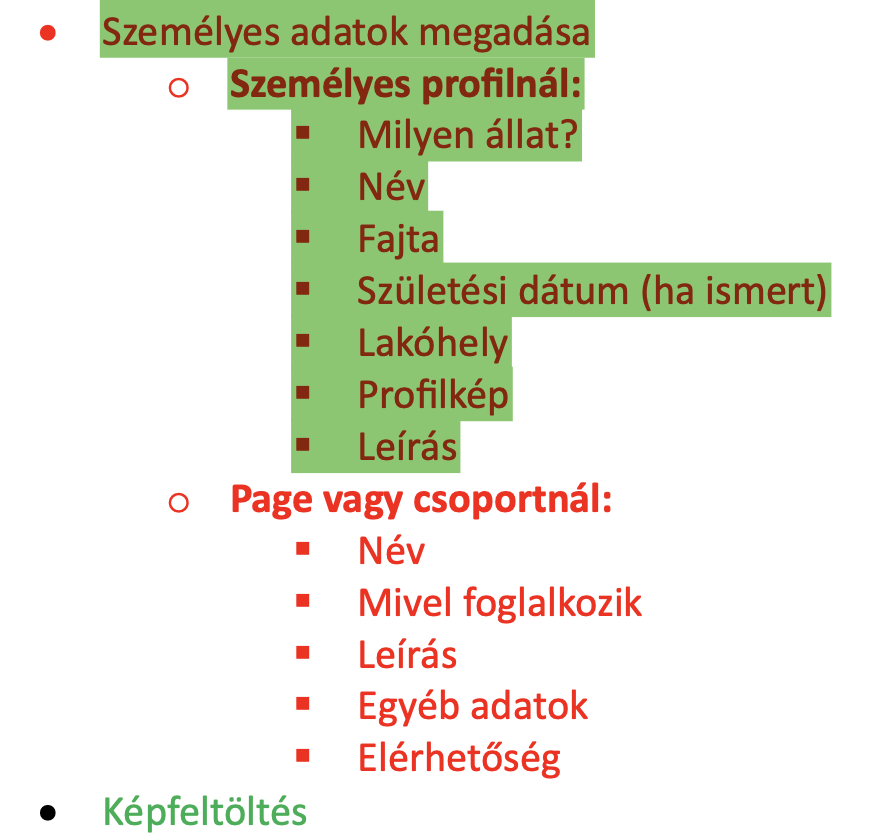 Személyes adatok megadása
Személyes profilnál:
Milyen állat?
Név
Fajta
Születési dátum (ha ismert)
Lakóhely
Profilkép
Leírás
Page vagy csoportnál:
Név
Mivel foglalkozik
Leírás
Egyéb adatok
Elérhetőség
Képfeltöltés